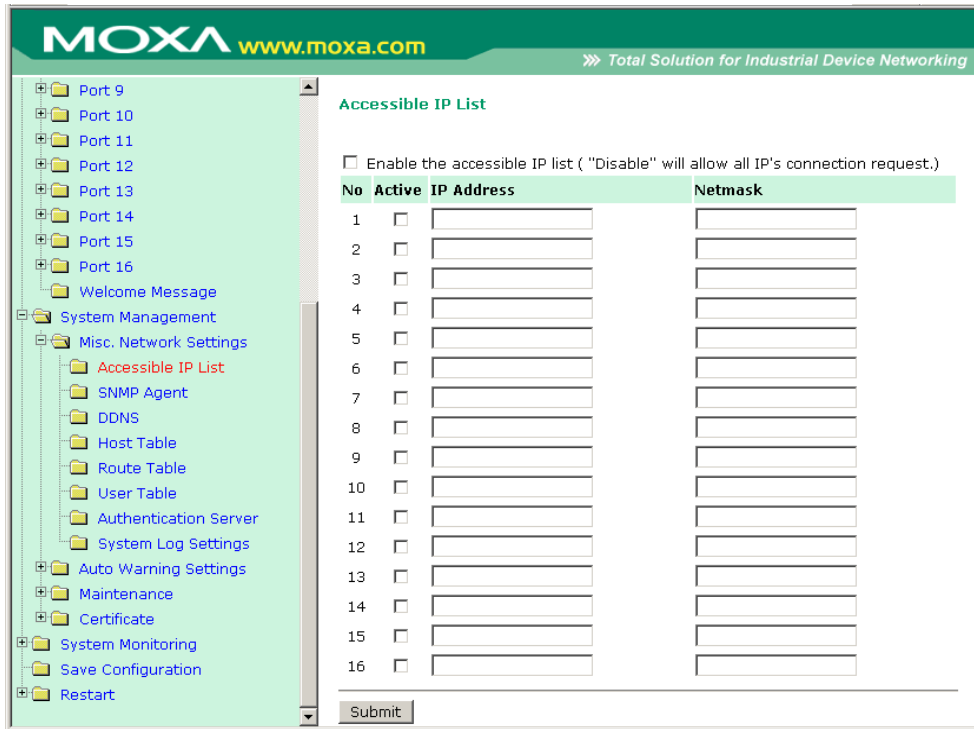 MOXA www.moxa.com
Total Solution for Industrial Device Networking
Port 9
Port 10
Port 11
Port 12
Port 13
Port 14
Port 15
Port 16
Welcome Message
System Management
Misc. Network Settings
Accessible IP List
SNMP Agent
DDNS
Host Table
Route Table
User Table
Authentication Server
System Log Settings
Auto Warning Settings
Maintenance
Certificate
System Monitoring
Save Configuration
Restart
Accessible IP List
Enable the accessible IP list ( "Disable" will allow all IP's connection request.)
No Active IP Address Netmask
1
2
3
4
5
6
7
8
9
10
11
12
13
14
15
16
Submit